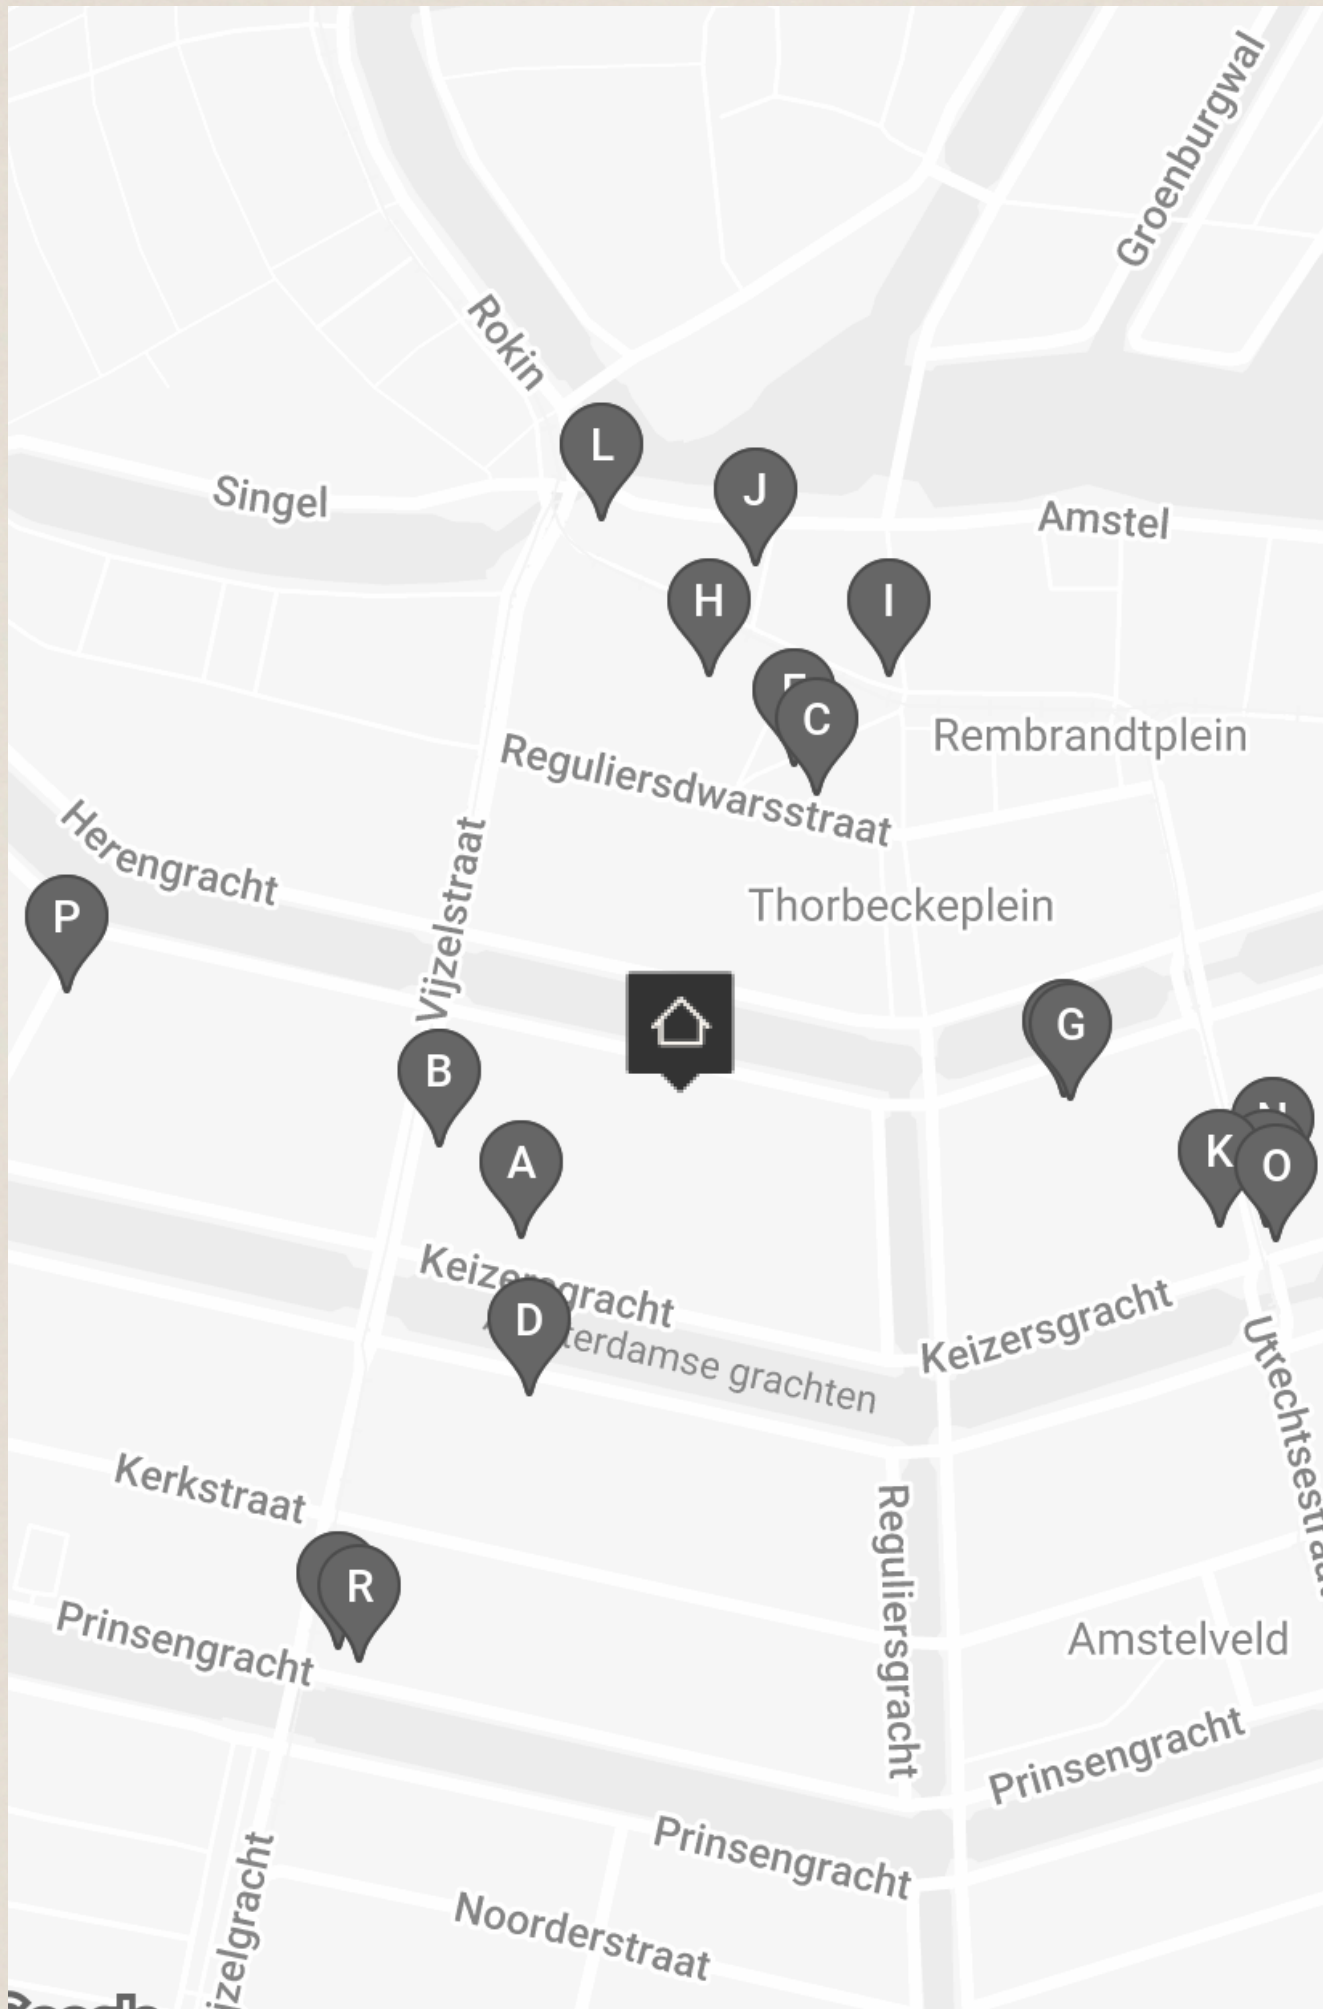 Groenburgwal
Rokin
L
Singel
J
Amstel
H
I
C
Rembrandtplein
Reguliersdwarsstraat
Herengracht
Vijzelstraat
Thorbeckeplein
P
G
B
K
O
A
Keizersgracht
D
Keizersgracht
Utrechtsestraat
Kerkstraat
Reguliersgracht
R
Prinsengracht
Amstelveld
Prinsengracht
Prinsengracht
Noorderstraat